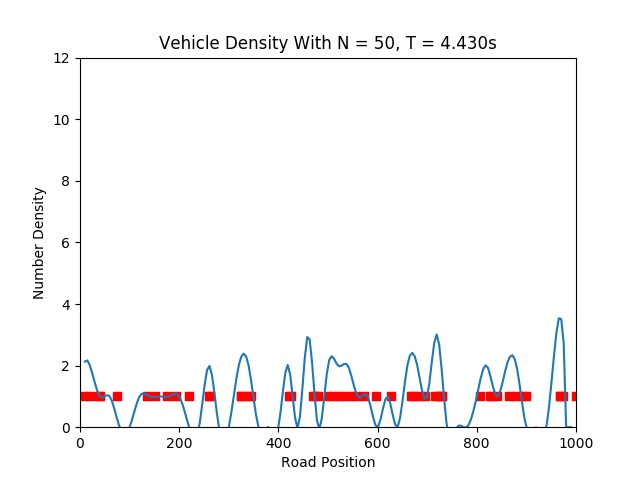 Vehicle Density With N = 50, T = 4.430s
12
10
8
6
4
2
0
Number Density
0 200 400 600 800 1000
Road Position